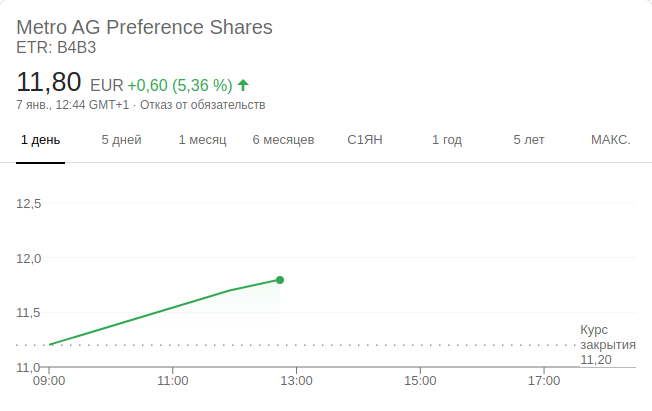 Metro AG Preference Shares
ETR: B4B3
11,80 EUR +0,60 (5,36 %)
7 янв., 12:44 GMT+1 · Отказ от обязательств
1 день 5 дней 1 месяц 6 месяцев С1ЯН 1 год 5 лет МАКС.
12,5
12,0
11,5
Курс
закрытия
11,20
11,0
09:00 11:00 13:00 15:00 17:00